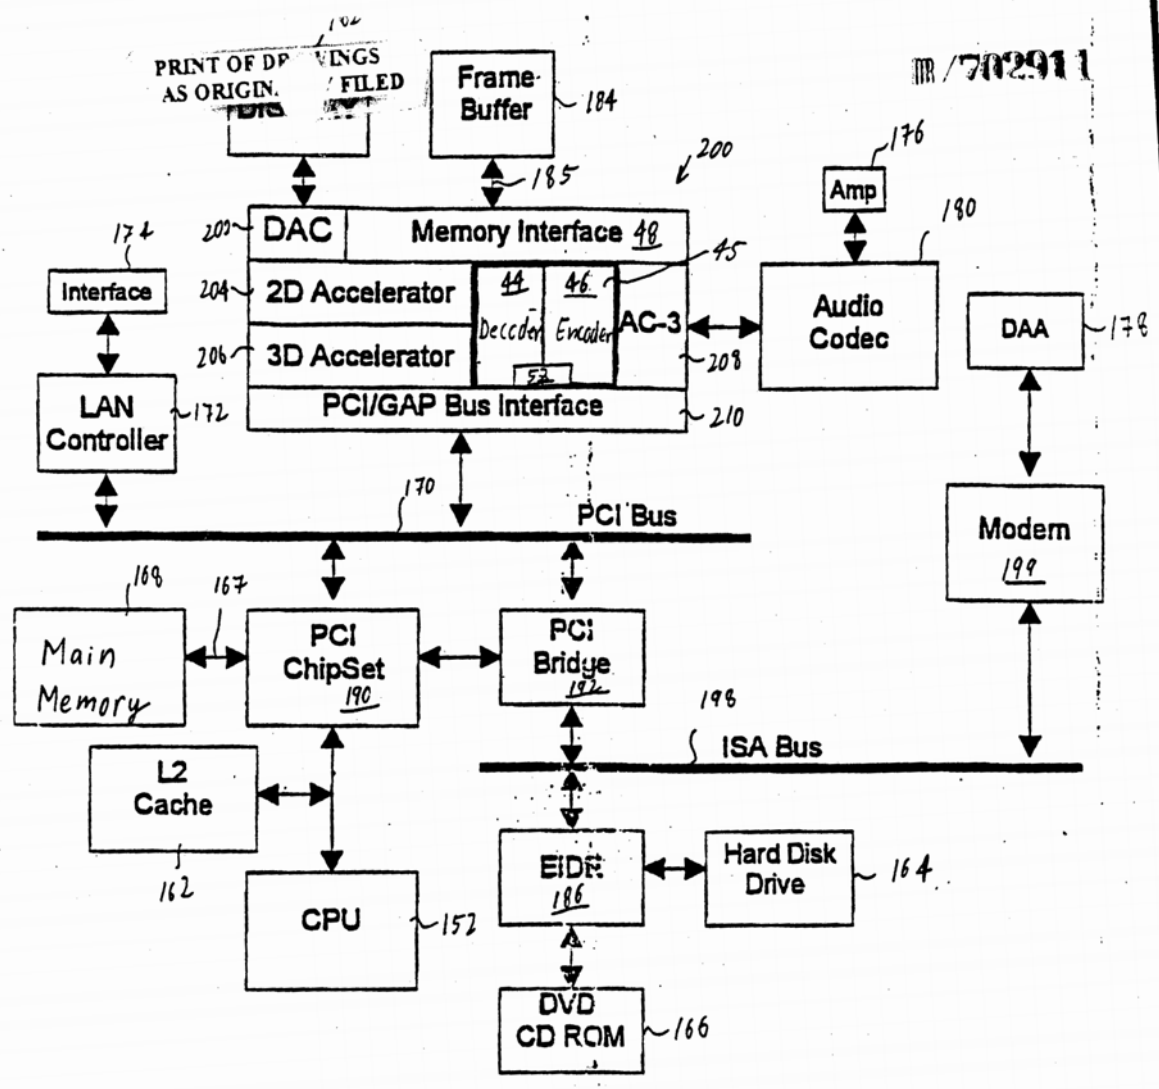 PRINT OF DRAWINGS
AS ORIGINALLY FILED
Frame
Buffer
184
185
200
176
Amp
180
174
Interface
DAC
Memory Interface 48
45
204
2D Accelerator
44
46
Decoder
Encoder
AC-3
Audio
Codec
DAA
178
206
3D Accelerator
52
208
LAN
Controller
172
PCI/GAP Bus Interface
210
170
PCI Bus
Modem
199
168
167
Main
Memory
PCI
ChipSet
190
PCI
Bridge
192
198
ISA Bus
L2
Cache
162
EIDE
186
Hard Disk
Drive
164
CPU
152
DVD
CD ROM
166